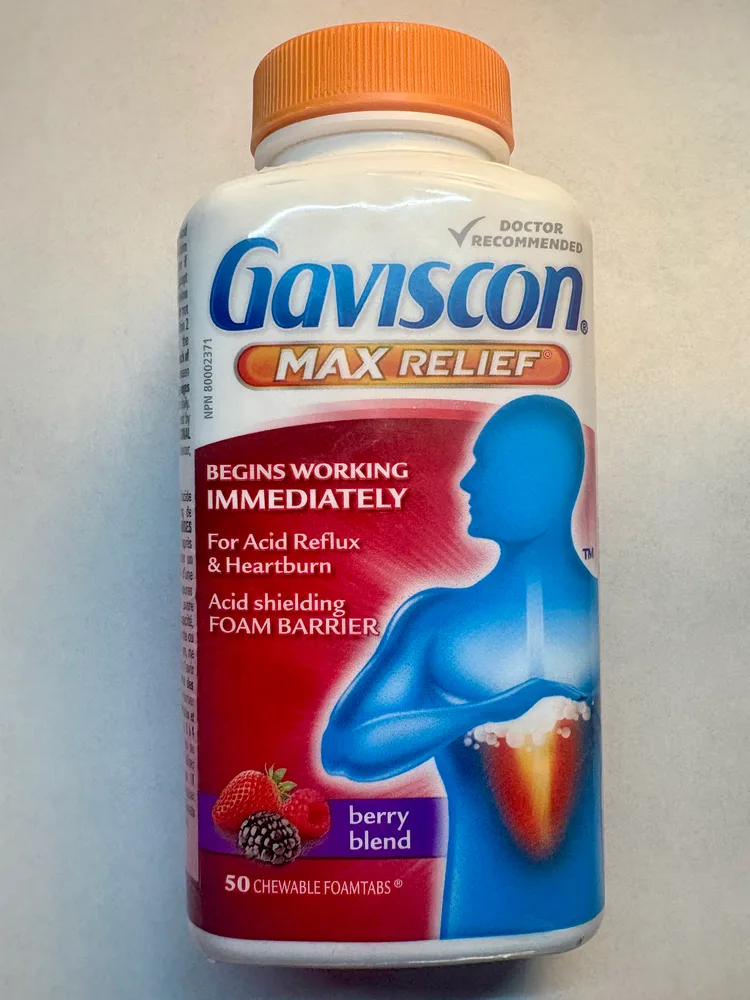 ✓ DOCTOR
RECOMMENDED
Gaviscon®
MAX RELIEF®
NPN 80002371
BEGINS WORKING
IMMEDIATELY
For Acid Reflux
& Heartburn
Acid shielding
FOAM BARRIER
TM
berry
blend
50 CHEWABLE FOAMTABS®